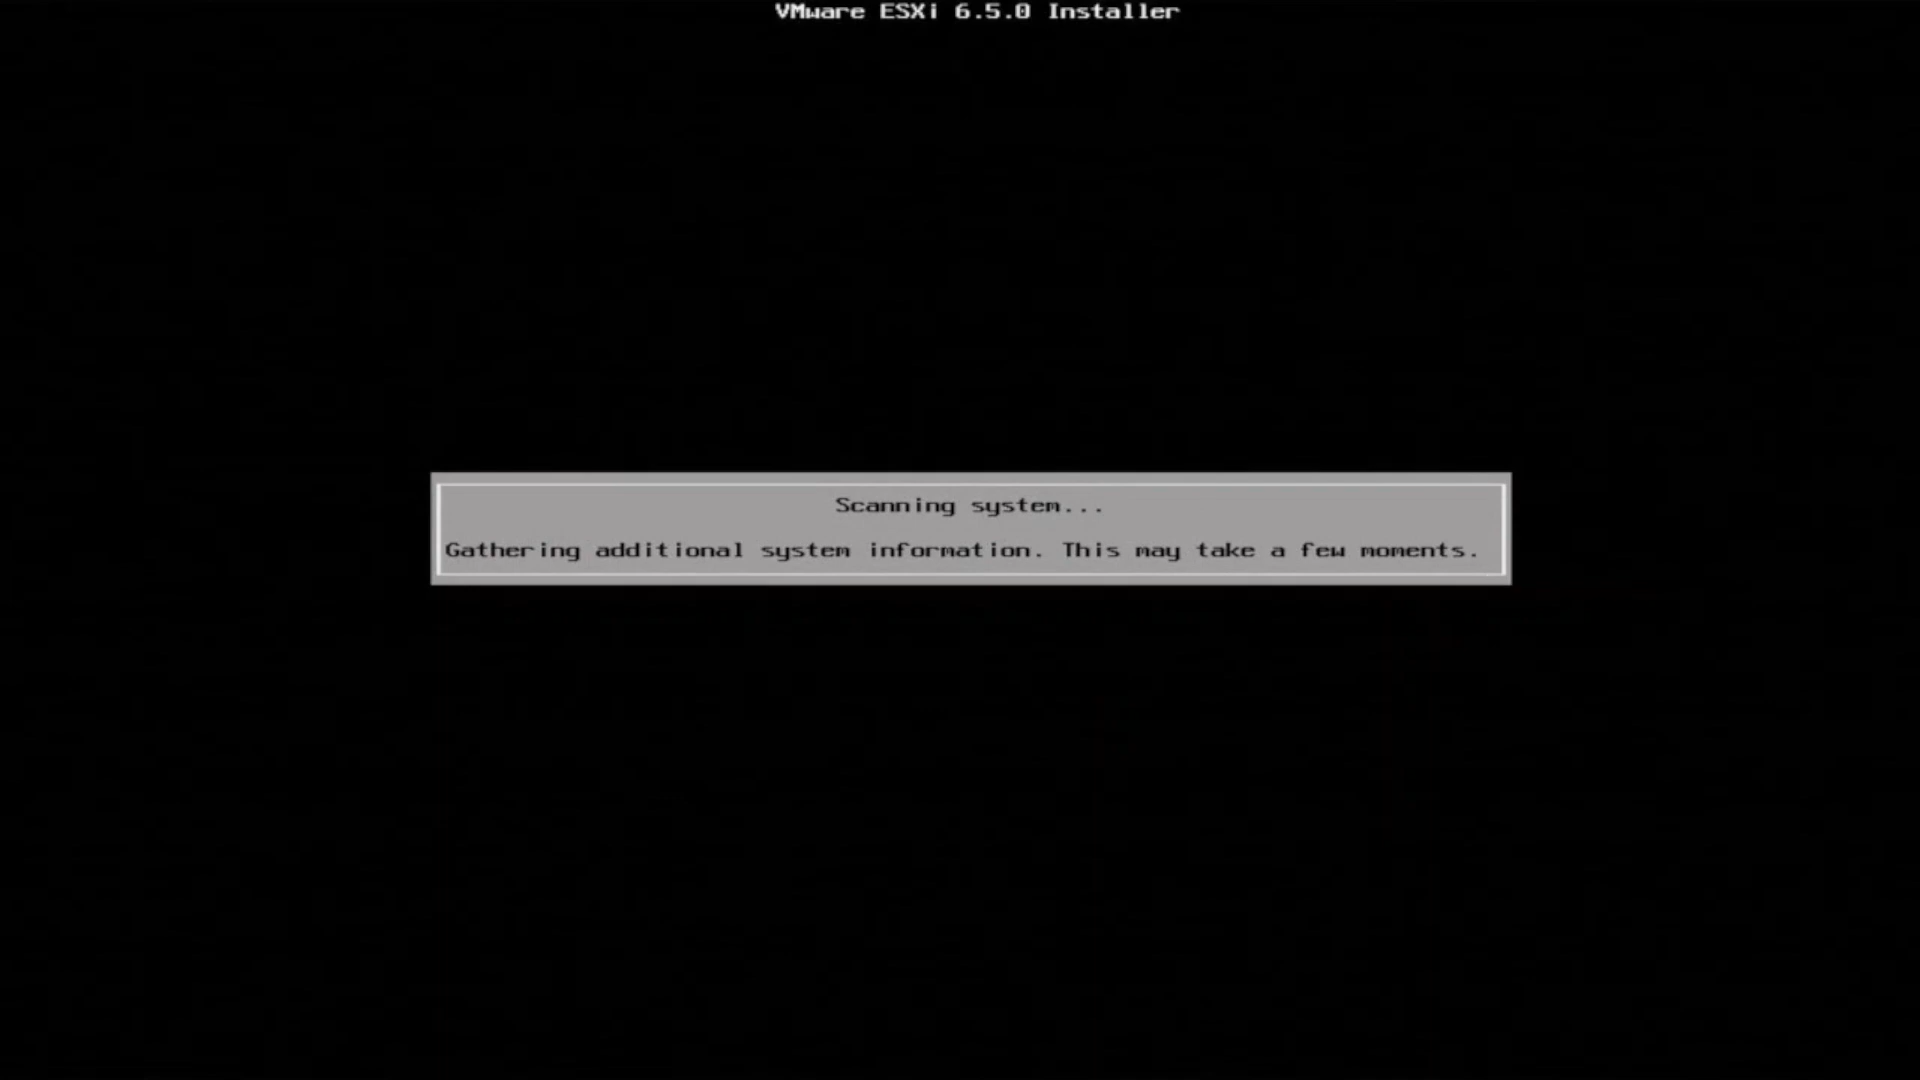 VMware ESXi 6.5.0 Installer
Scanning system...
Gathering additional system information. This may take a few moments.